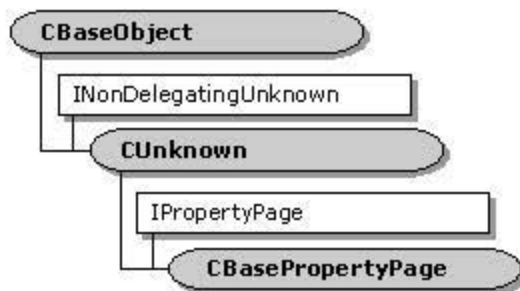 CBaseObject
INonDelegatingUnknown
CUnknown
IPropertyPage
CBasePropertyPage